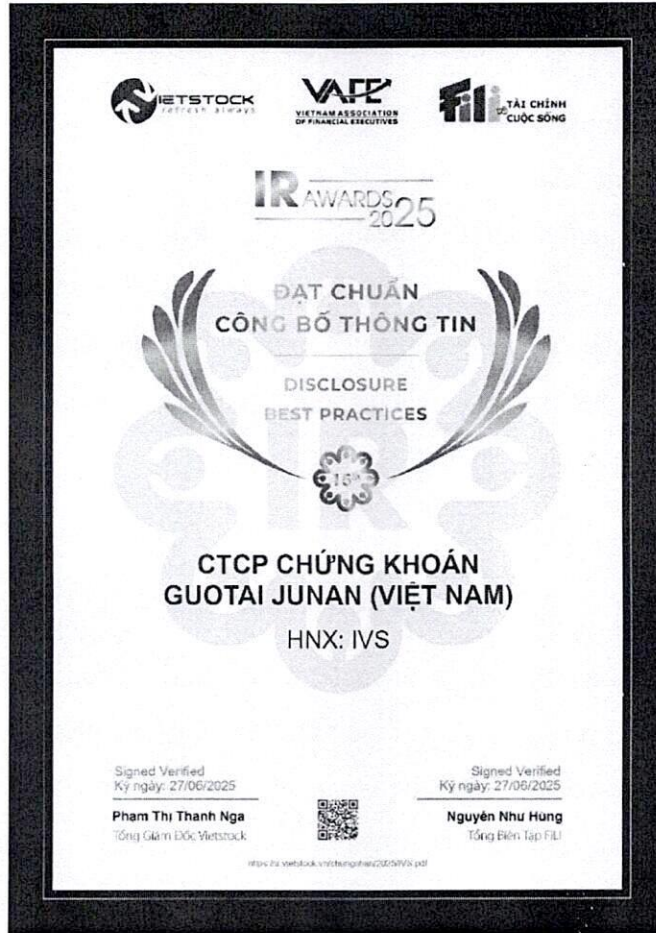 VIETSTOCK
refresh always
VAFE
VIETNAM ASSOCIATION
OF FINANCIAL EXECUTIVES
FiLi
TÀI CHÍNH
CUỘC SỐNG
IR AWARDS
2025
ĐẠT CHUẨN
CÔNG BỐ THÔNG TIN
DISCLOSURE
BEST PRACTICES
15th
IR
CTCP CHỨNG KHOÁN
GUOTAI JUNAN (VIỆT NAM)
HNX: IVS
Signed Verified
Ký ngày: 27/06/2025
Phạm Thị Thanh Nga
Tổng Giám Đốc Vietstock
Signed Verified
Ký ngày: 27/06/2025
Nguyễn Như Hùng
Tổng Biên Tập FILI